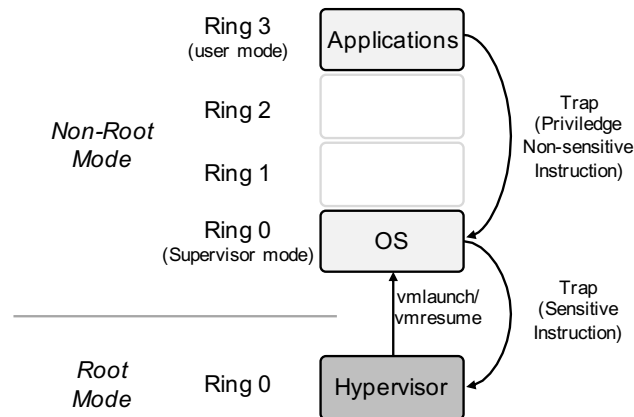 Ring 3
(user mode)
Applications
Trap
(Priviledge
Non-sensitive
Instruction)
Ring 2
Non-Root
Mode
Ring 1
Ring 0
(Supervisor mode)
OS
vmlaunch/
vmresume
Trap
(Sensitive
Instruction)
Root
Mode
Ring 0
Hypervisor